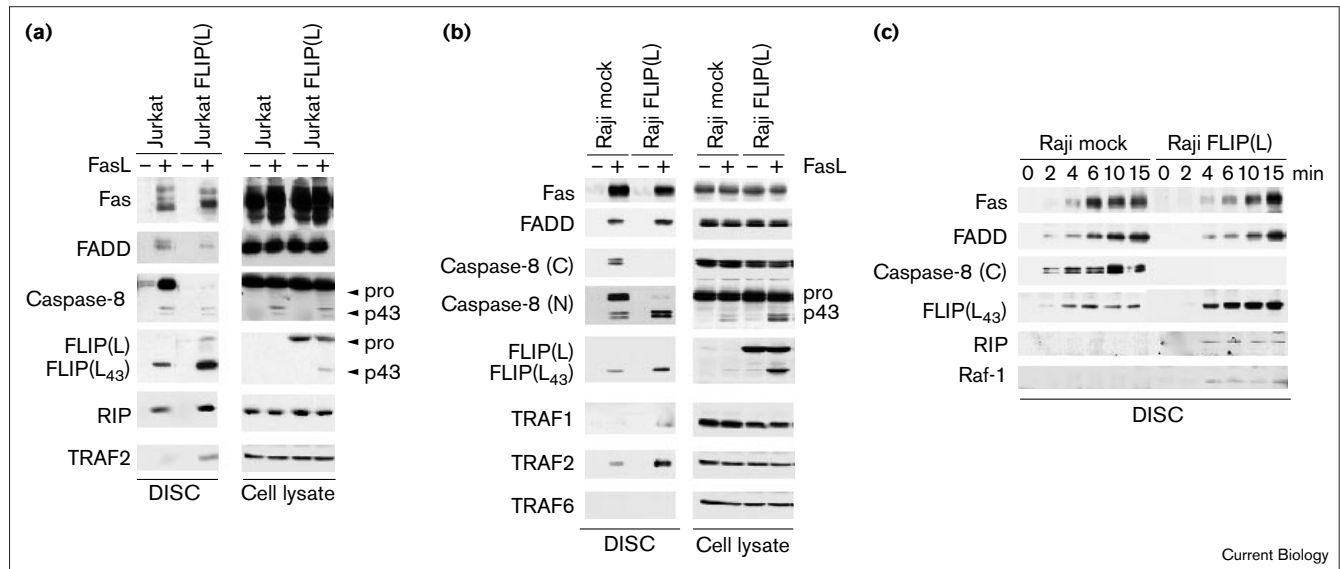 (a)
Jurkat
Jurkat FLIP(L)
Jurkat
Jurkat FLIP(L)
FasL – + – + – + – +
Fas
FADD
Caspase-8
pro
p43
FLIP(L)
pro
FLIP(L43)
p43
RIP
TRAF2
DISC
Cell lysate
(b)
Raji mock
Raji FLIP(L)
Raji mock
Raji FLIP(L)
– + – + – + – + FasL
Fas
FADD
Caspase-8 (C)
Caspase-8 (N)
pro
p43
FLIP(L)
FLIP(L43)
TRAF1
TRAF2
TRAF6
DISC
Cell lysate
(c)
Raji mock
Raji FLIP(L)
0 2 4 6 10 15 0 2 4 6 10 15 min
Fas
FADD
Caspase-8 (C)
FLIP(L43)
RIP
Raf-1
DISC
Current Biology